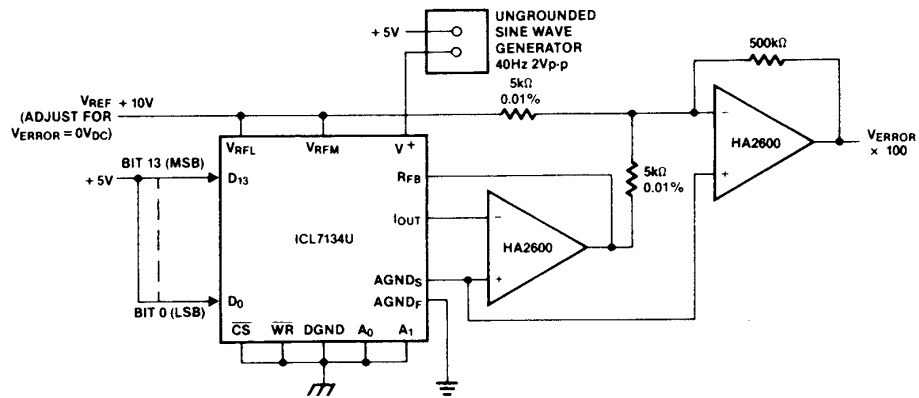 UNGROUNDED
SINE WAVE
GENERATOR
40Hz 2Vp-p
+5V
500kΩ
5kΩ
0.01%
VREF +10V
(ADJUST FOR
VERROR = 0VDC)
VRFL
VRFM
V+
HA2600
VERROR
× 100
BIT 13 (MSB)
+5V
D13
RFB
5kΩ
0.01%
ICL7134U
IOUT
HA2600
AGNDS
D0
AGNDF
BIT 0 (LSB)
CS WR DGND A0 A1
-
+
-
+